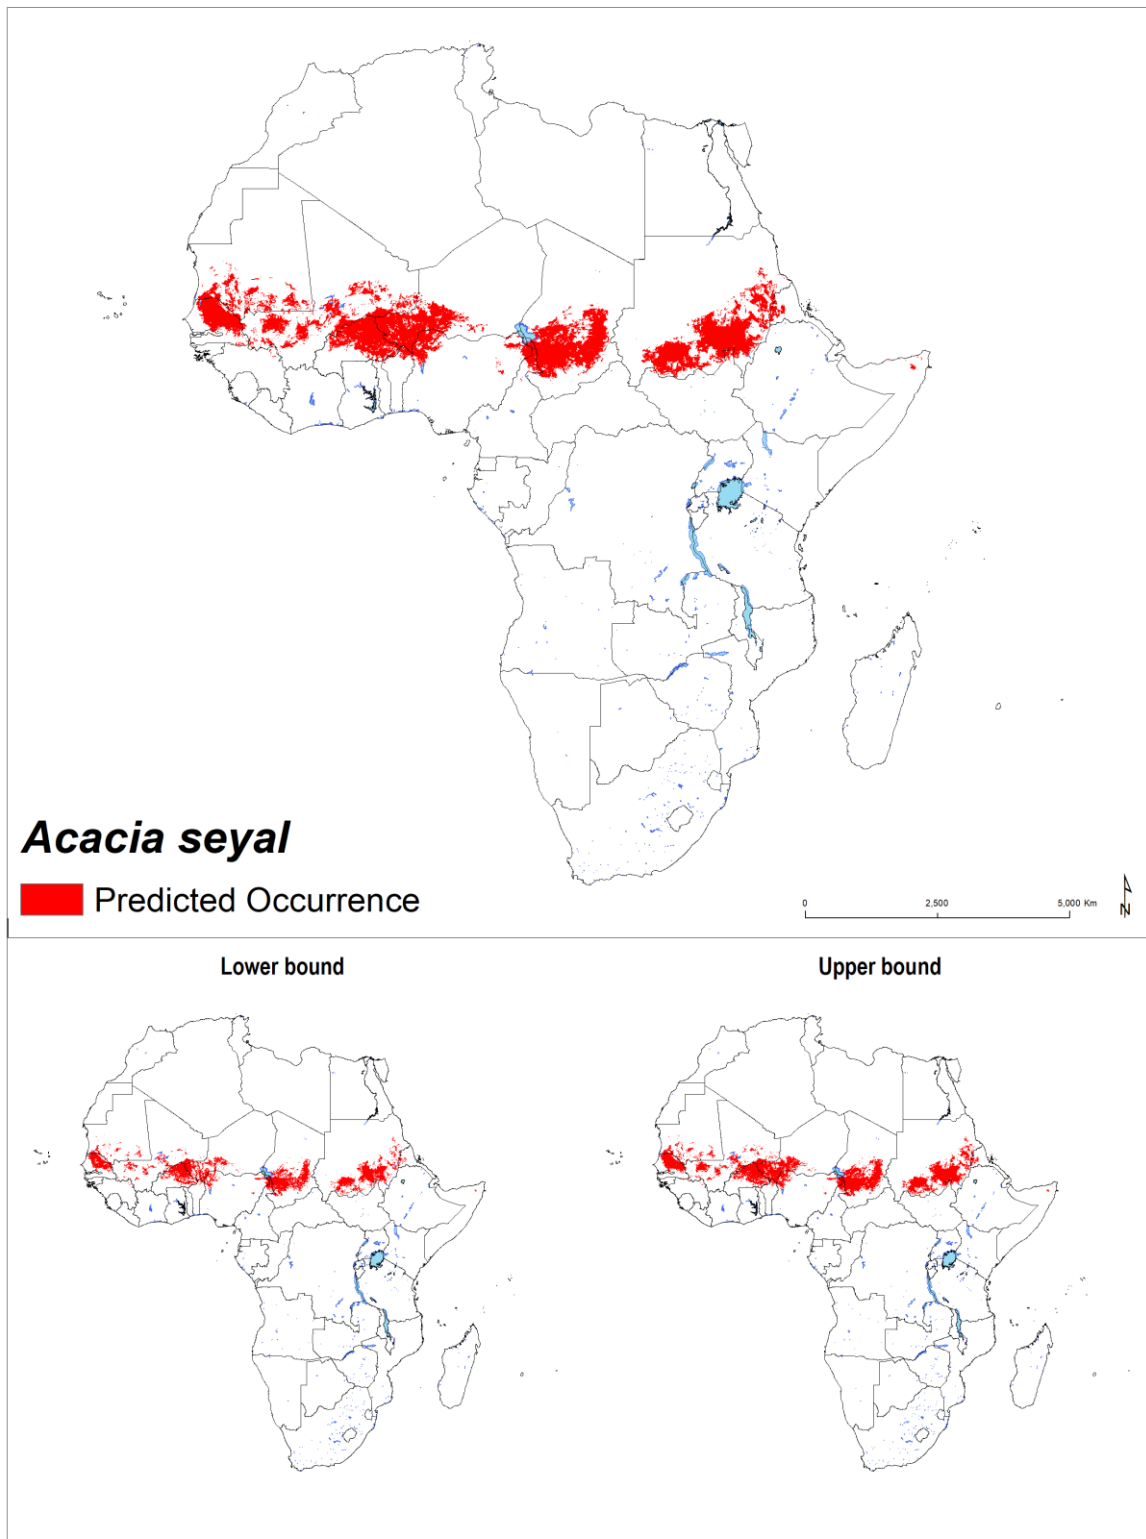 Acacia seyal
Predicted Occurrence
0 2,500 5,000 Km
N
Lower bound
Upper bound